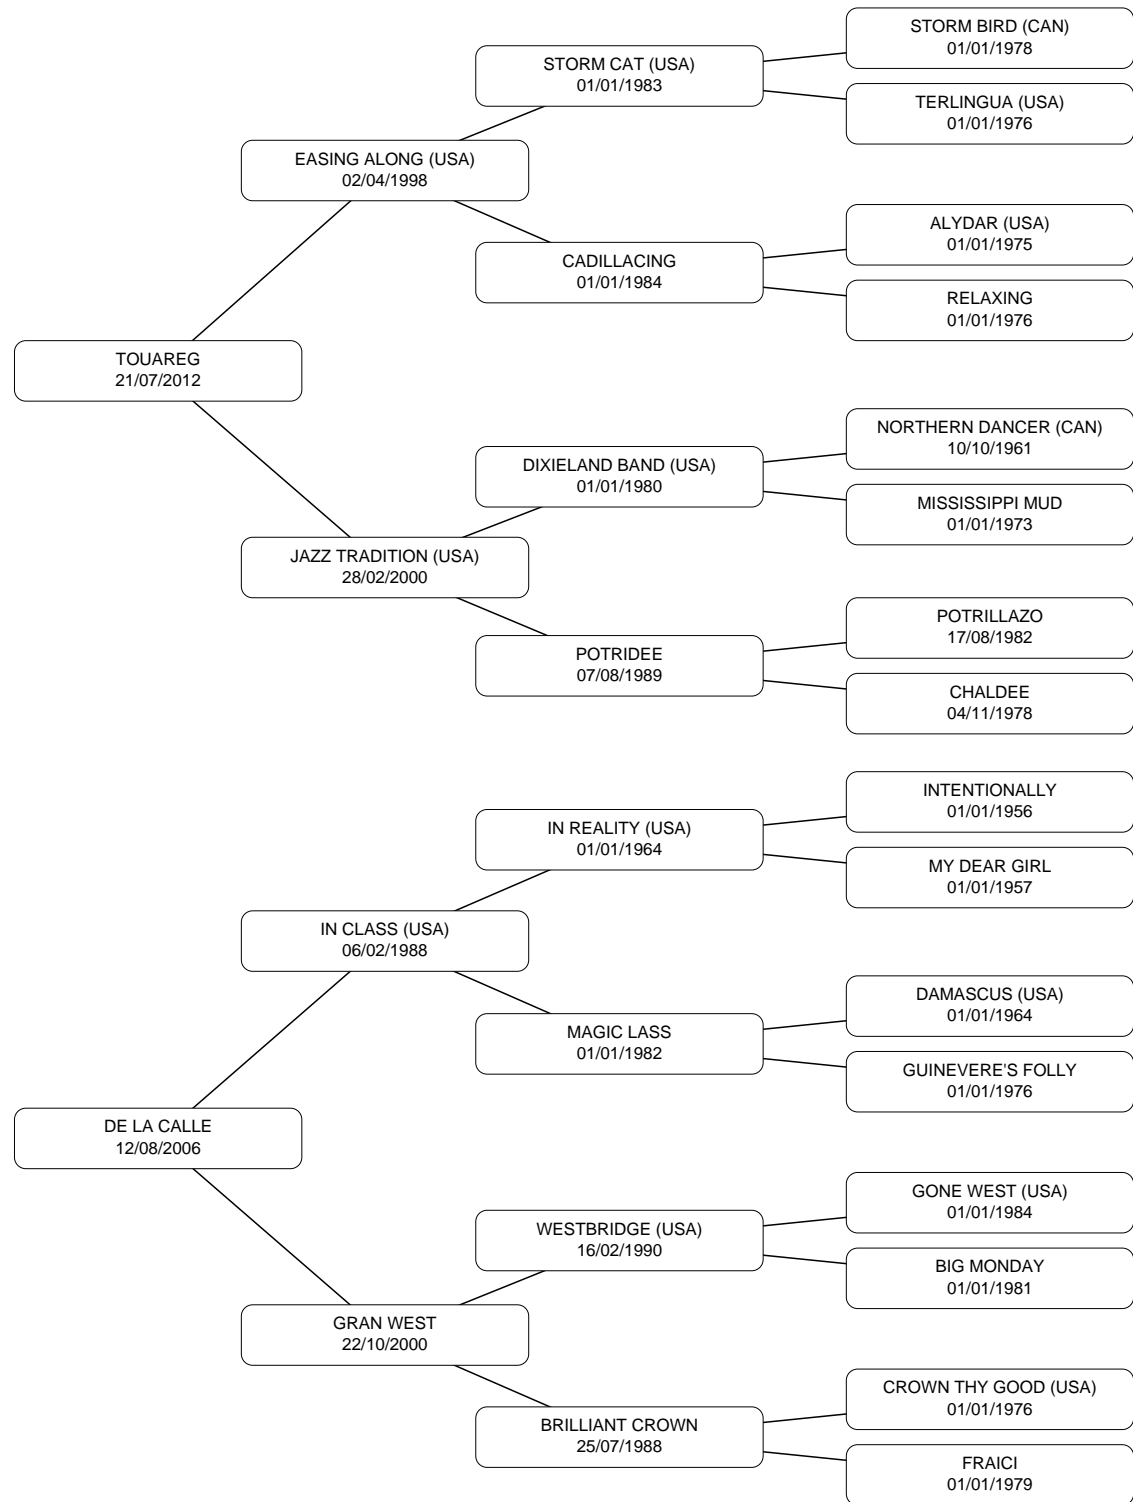 STORM BIRD (CAN)
01/01/1978
STORM CAT (USA)
01/01/1983
TERLINGUA (USA)
01/01/1976
EASING ALONG (USA)
02/04/1998
ALYDAR (USA)
01/01/1975
CADILLACING
01/01/1984
RELAXING
01/01/1976
TOUAREG
21/07/2012
NORTHERN DANCER (CAN)
10/10/1961
DIXIELAND BAND (USA)
01/01/1980
MISSISSIPPI MUD
01/01/1973
JAZZ TRADITION (USA)
28/02/2000
POTRILLAZO
17/08/1982
POTRIDEE
07/08/1989
CHALDEE
04/11/1978
INTENTIONALLY
01/01/1956
IN REALITY (USA)
01/01/1964
MY DEAR GIRL
01/01/1957
IN CLASS (USA)
06/02/1988
DAMASCUS (USA)
01/01/1964
MAGIC LASS
01/01/1982
GUINEVERE'S FOLLY
01/01/1976
DE LA CALLE
12/08/2006
GONE WEST (USA)
01/01/1984
WESTBRIDGE (USA)
16/02/1990
BIG MONDAY
01/01/1981
GRAN WEST
22/10/2000
CROWN THY GOOD (USA)
01/01/1976
BRILLIANT CROWN
25/07/1988
FRAICI
01/01/1979